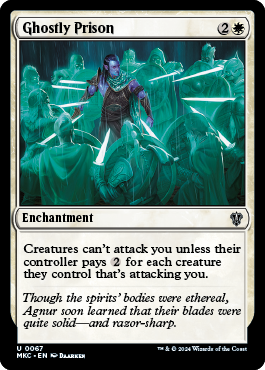 Ghostly Prison 2
Enchantment
Creatures can't attack you unless their
controller pays 2 for each creature
they control that's attacking you.
Though the spirits' bodies were ethereal,
Agnur soon learned that their blades were
quite solid—and razor-sharp.
U 0067
MKC • EN DAARKEN
™ & © 2024 Wizards of the Coast